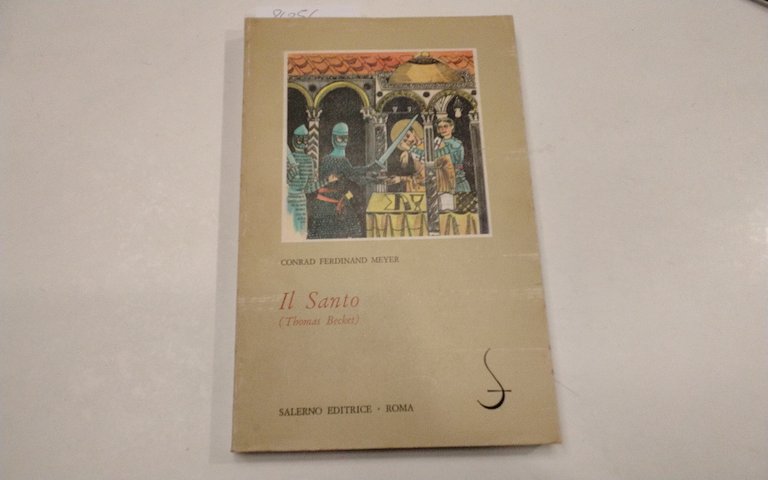 CONRAD FERDINAND MEYER
Il Santo
(Thomas Becket)
SALERNO EDITRICE • ROMA